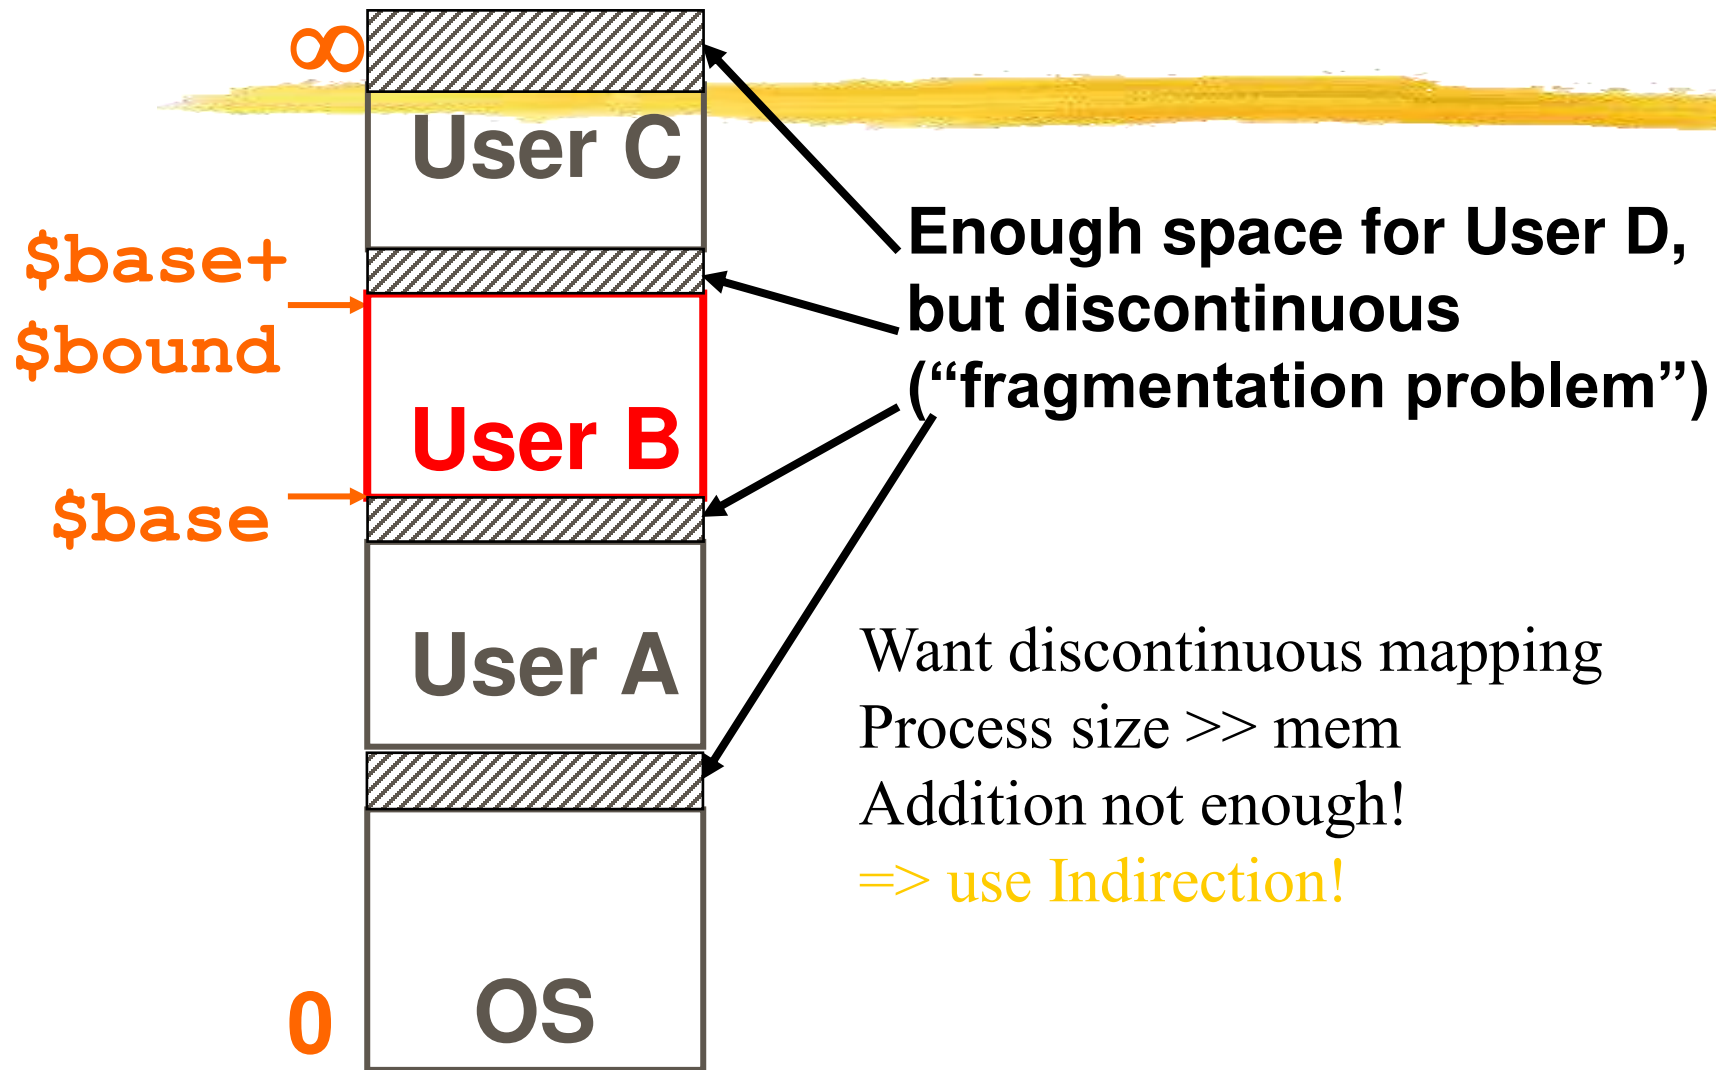 ∞
User C
$base+
$bound
User B
$base
User A
OS
0
Enough space for User D,
but discontinuous
(“fragmentation problem”)
Want discontinuous mapping
Process size >> mem
Addition not enough!
=> use Indirection!